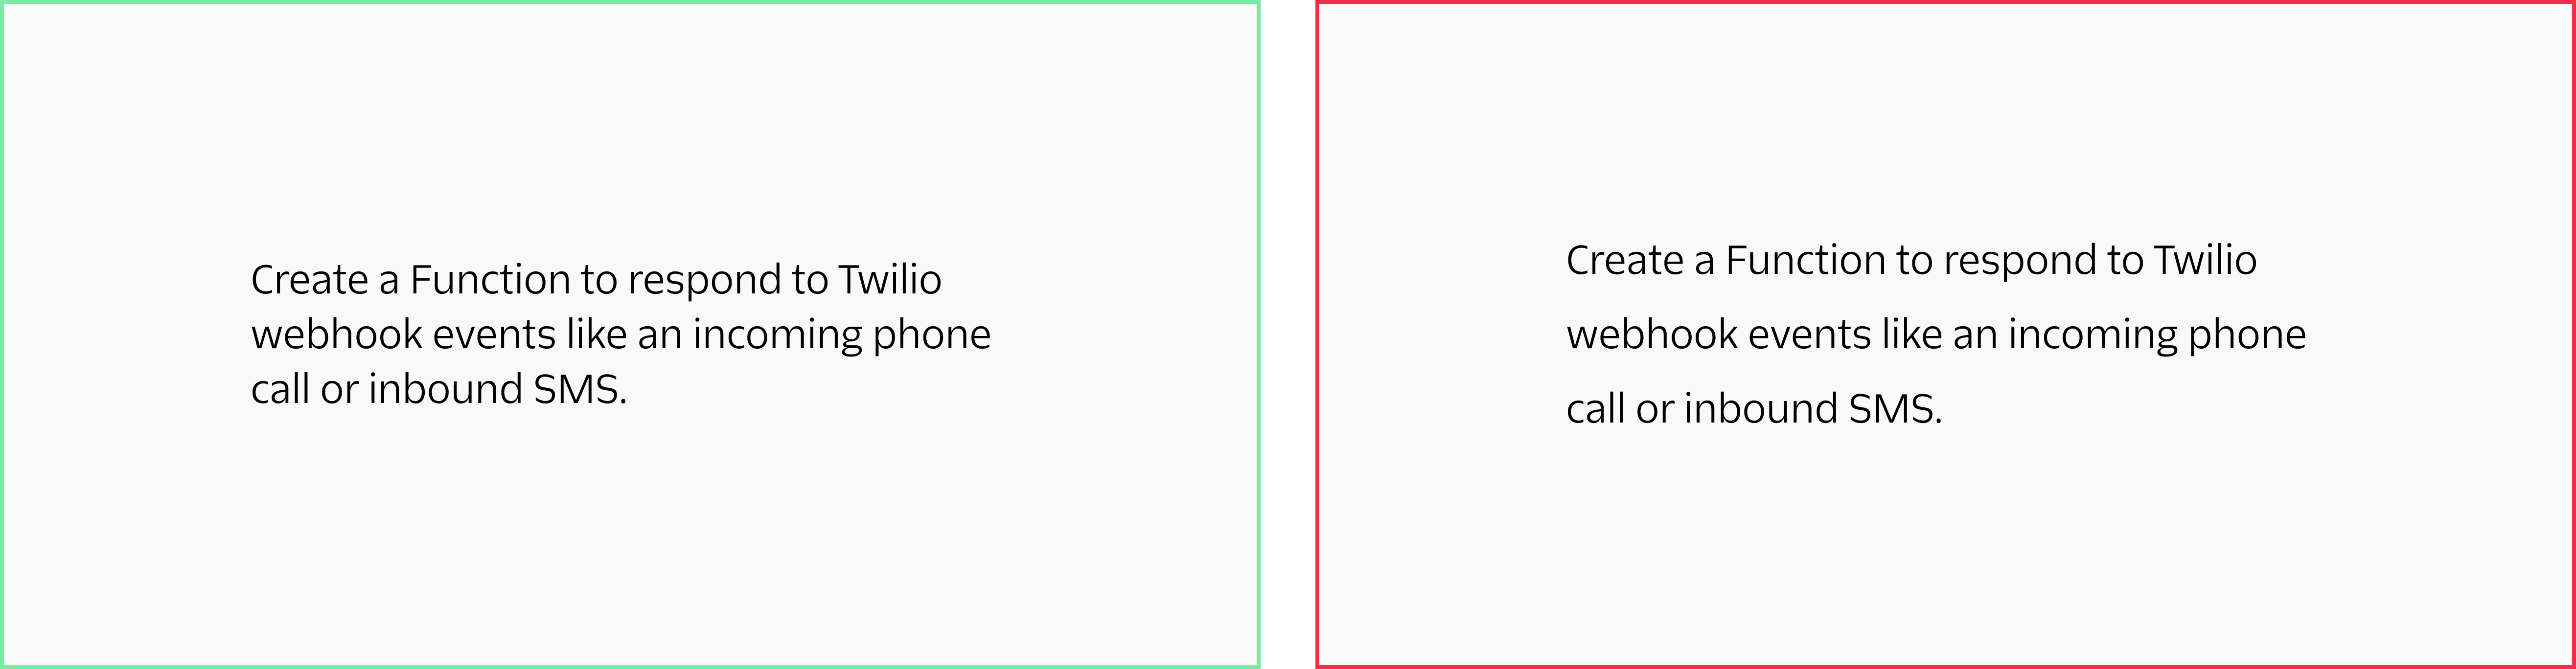 Create a Function to respond to Twilio
webhook events like an incoming phone
call or inbound SMS.
Create a Function to respond to Twilio
webhook events like an incoming phone
call or inbound SMS.